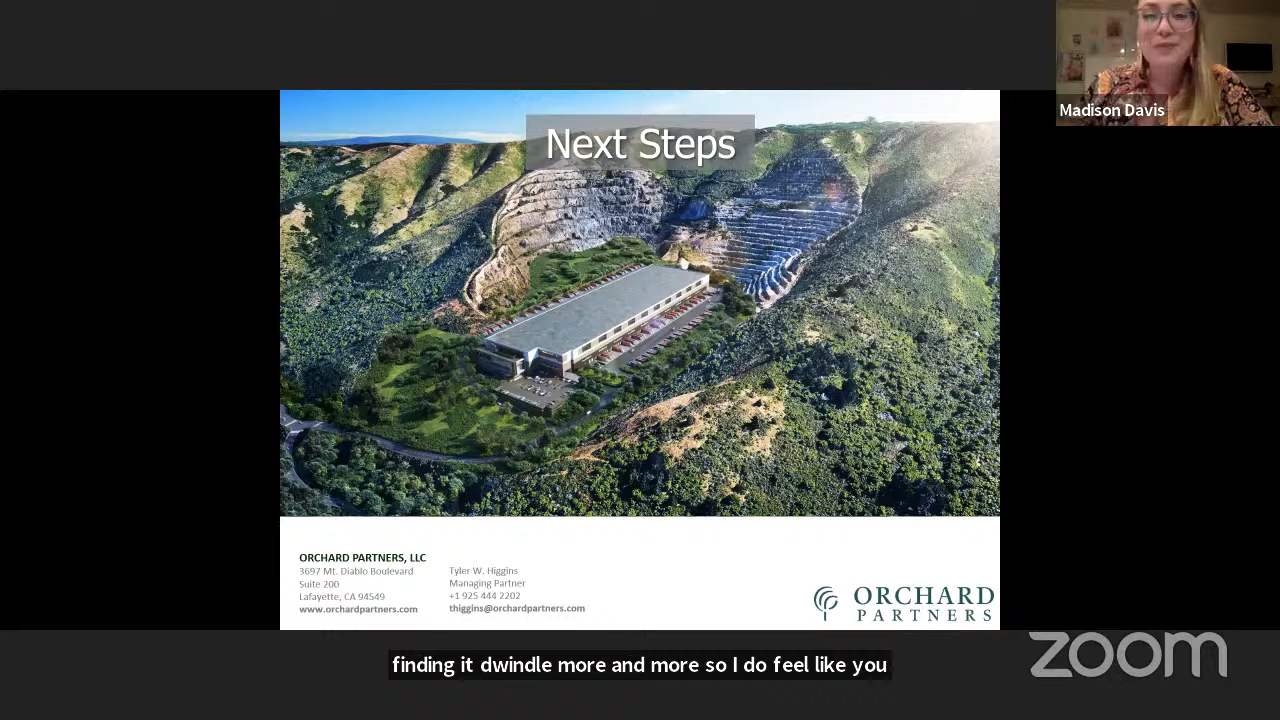 Madison Davis
Next Steps
ORCHARD PARTNERS, LLC
3697 Mt. Diablo Boulevard
Suite 200
Lafayette, CA 94549
www.orchardpartners.com
Tyler W. Higgins
Managing Partner
+1 925 444 2202
thiggins@orchardpartners.com
ORCHARD
PARTNERS
zoom
finding it dwindle more and more so I do feel like you